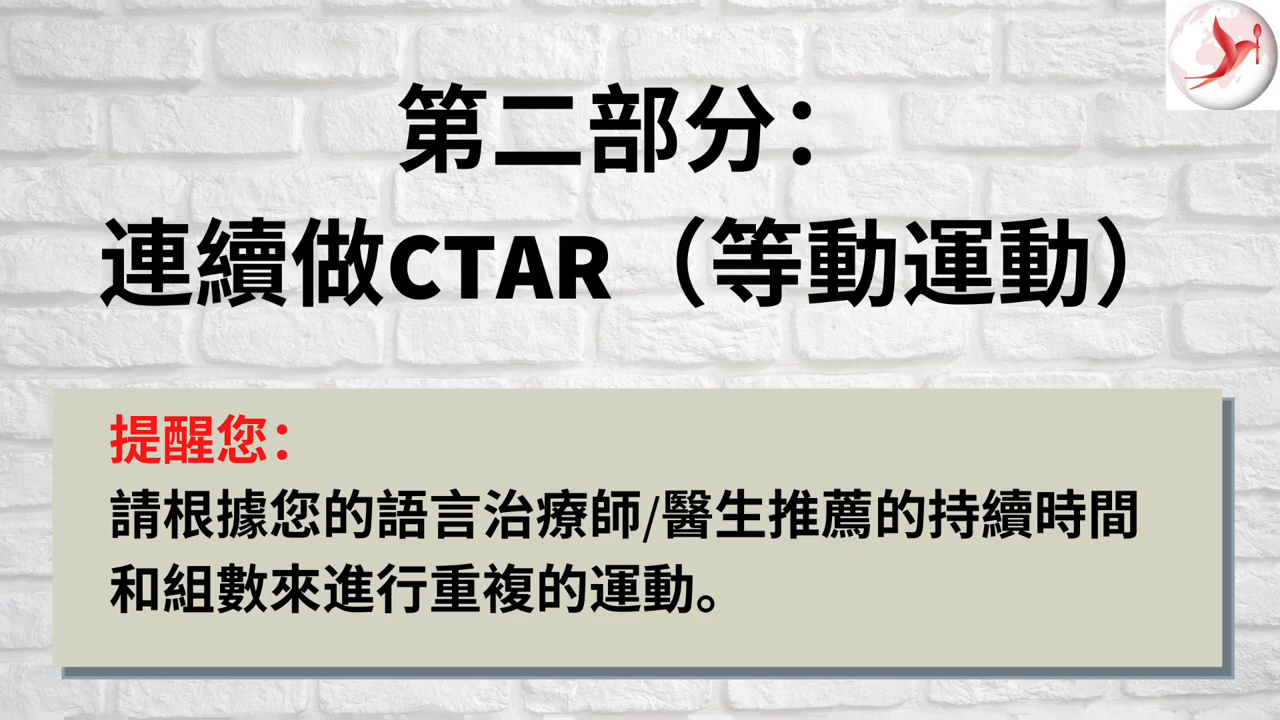 第二部分：
連續做CTAR（等動運動）
提醒您：
請根據您的語言治療師/醫生推薦的持續時間
和組數來進行重複的運動。